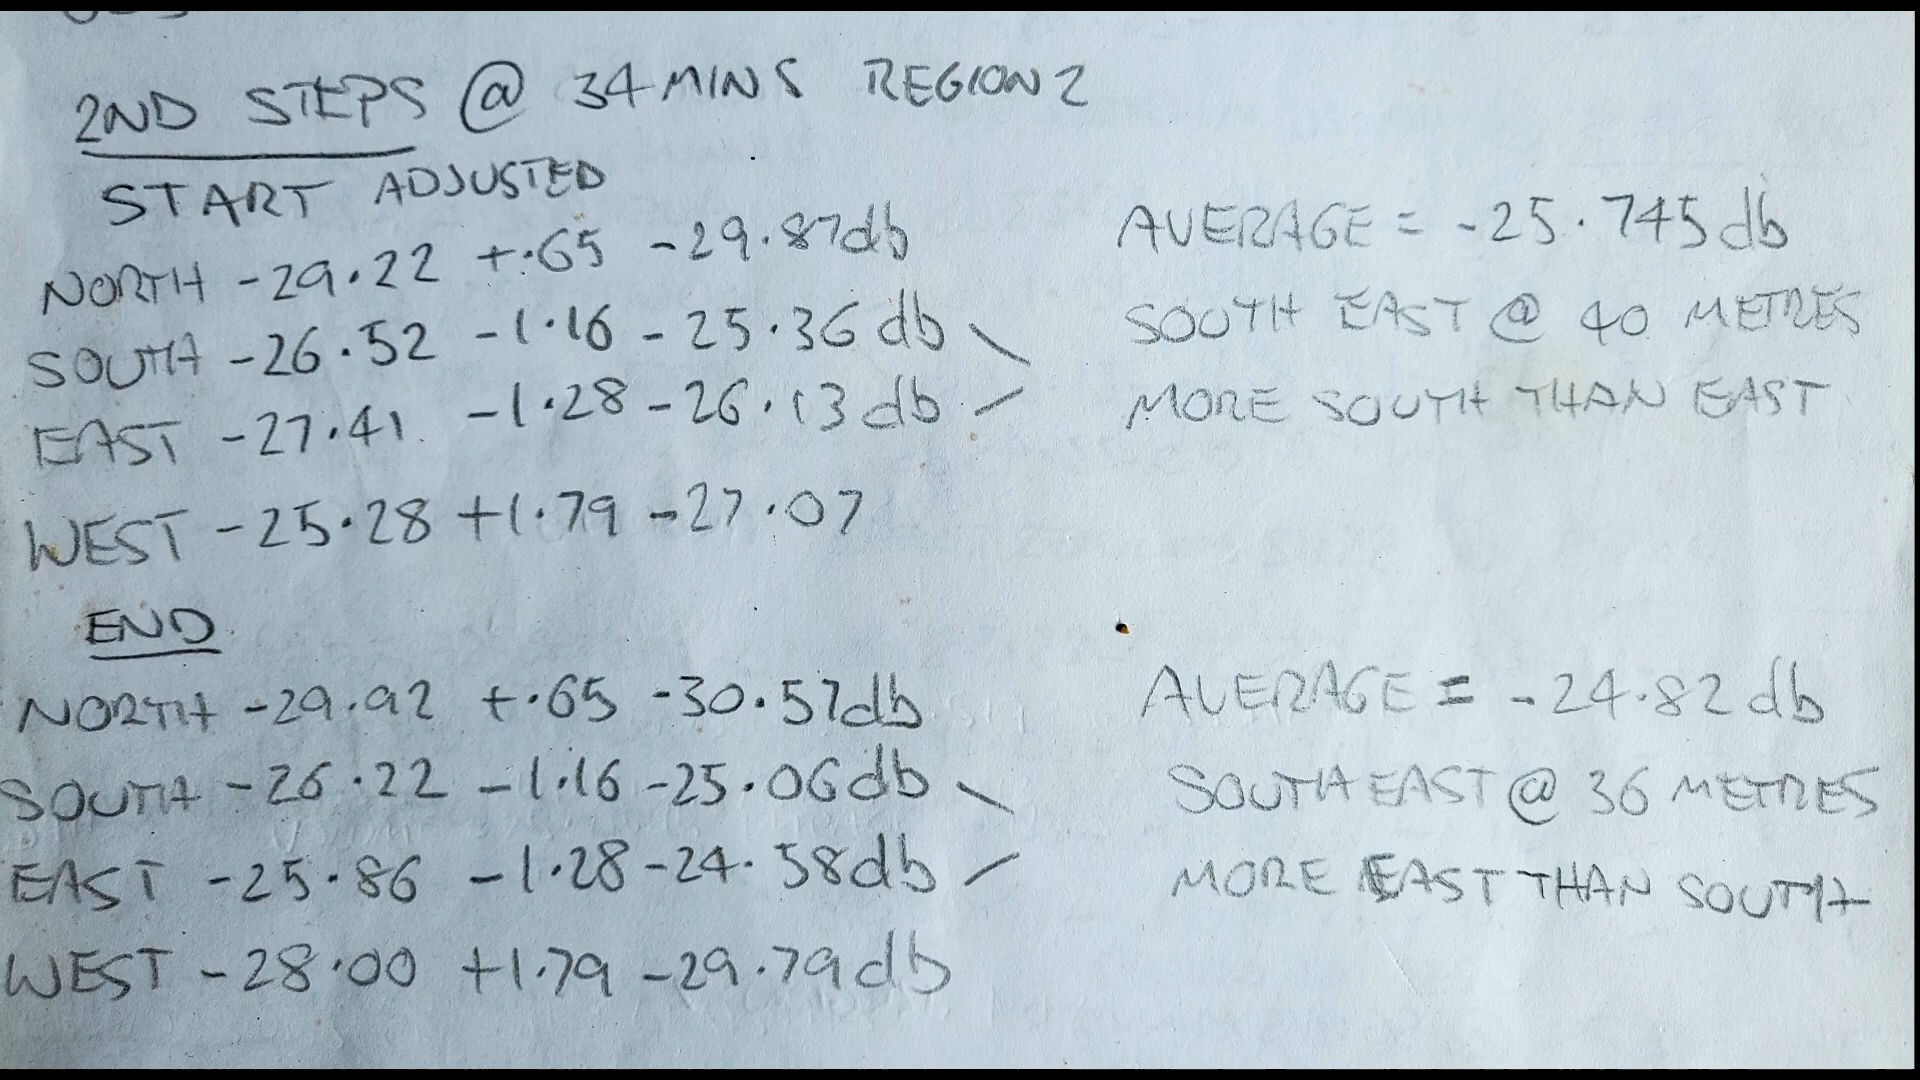 2ND STEPS @ 34 MINS REGION 2
START ADJUSTED
NORTH -29.22 +.65 -29.87db
SOUTH -26.52 -1.16 -25.36db
EAST -27.41 -1.28 -26.13db
WEST -25.28 +1.79 -27.07
AVERAGE = -25.745db
SOUTH EAST @ 40 METRES
MORE SOUTH THAN EAST
END
NORTH -29.92 +.65 -30.57db
SOUTH -26.22 -1.16 -25.06db
EAST -25.86 -1.28 -24.58db
WEST -28.00 +1.79 -29.79db
AVERAGE = -24.82db
SOUTH EAST @ 36 METRES
MORE EAST THAN SOUTH